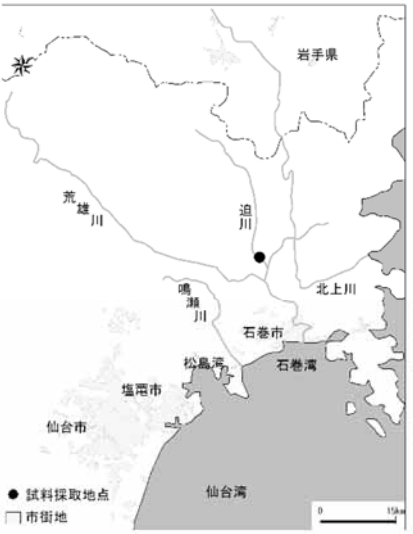 岩手県
荒雄川
迫川
北上川
鳴瀬川
石巻市
松島湾
石巻湾
塩竃市
仙台市
仙台湾
● 試料採取地点
市街地
0 15km